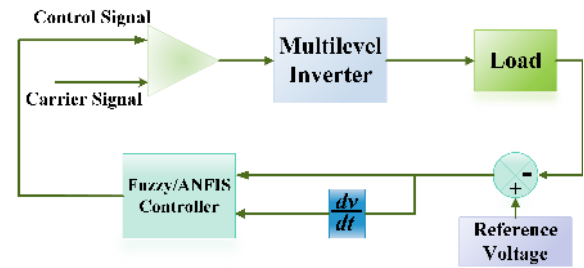 Control Signal
Carrier Signal
Multilevel
Inverter
Load
Fuzzy/ANFIS
Controller
dv
dt
-
+
Reference
Voltage